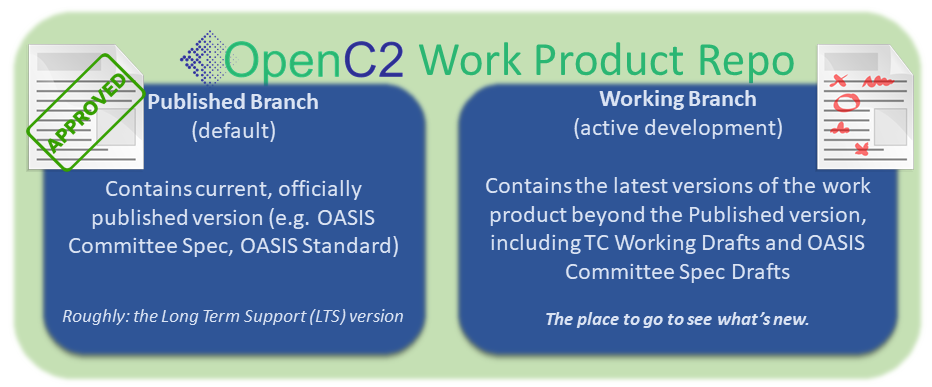 OpenC2 Work Product Repo
APPROVED
Published Branch
(default)
Contains current, officially
published version (e.g. OASIS
Committee Spec, OASIS Standard)
Roughly: the Long Term Support (LTS) version
Working Branch
(active development)
Contains the latest versions of the work
product beyond the Published version,
including TC Working Drafts and OASIS
Committee Spec Drafts
The place to go to see what’s new.